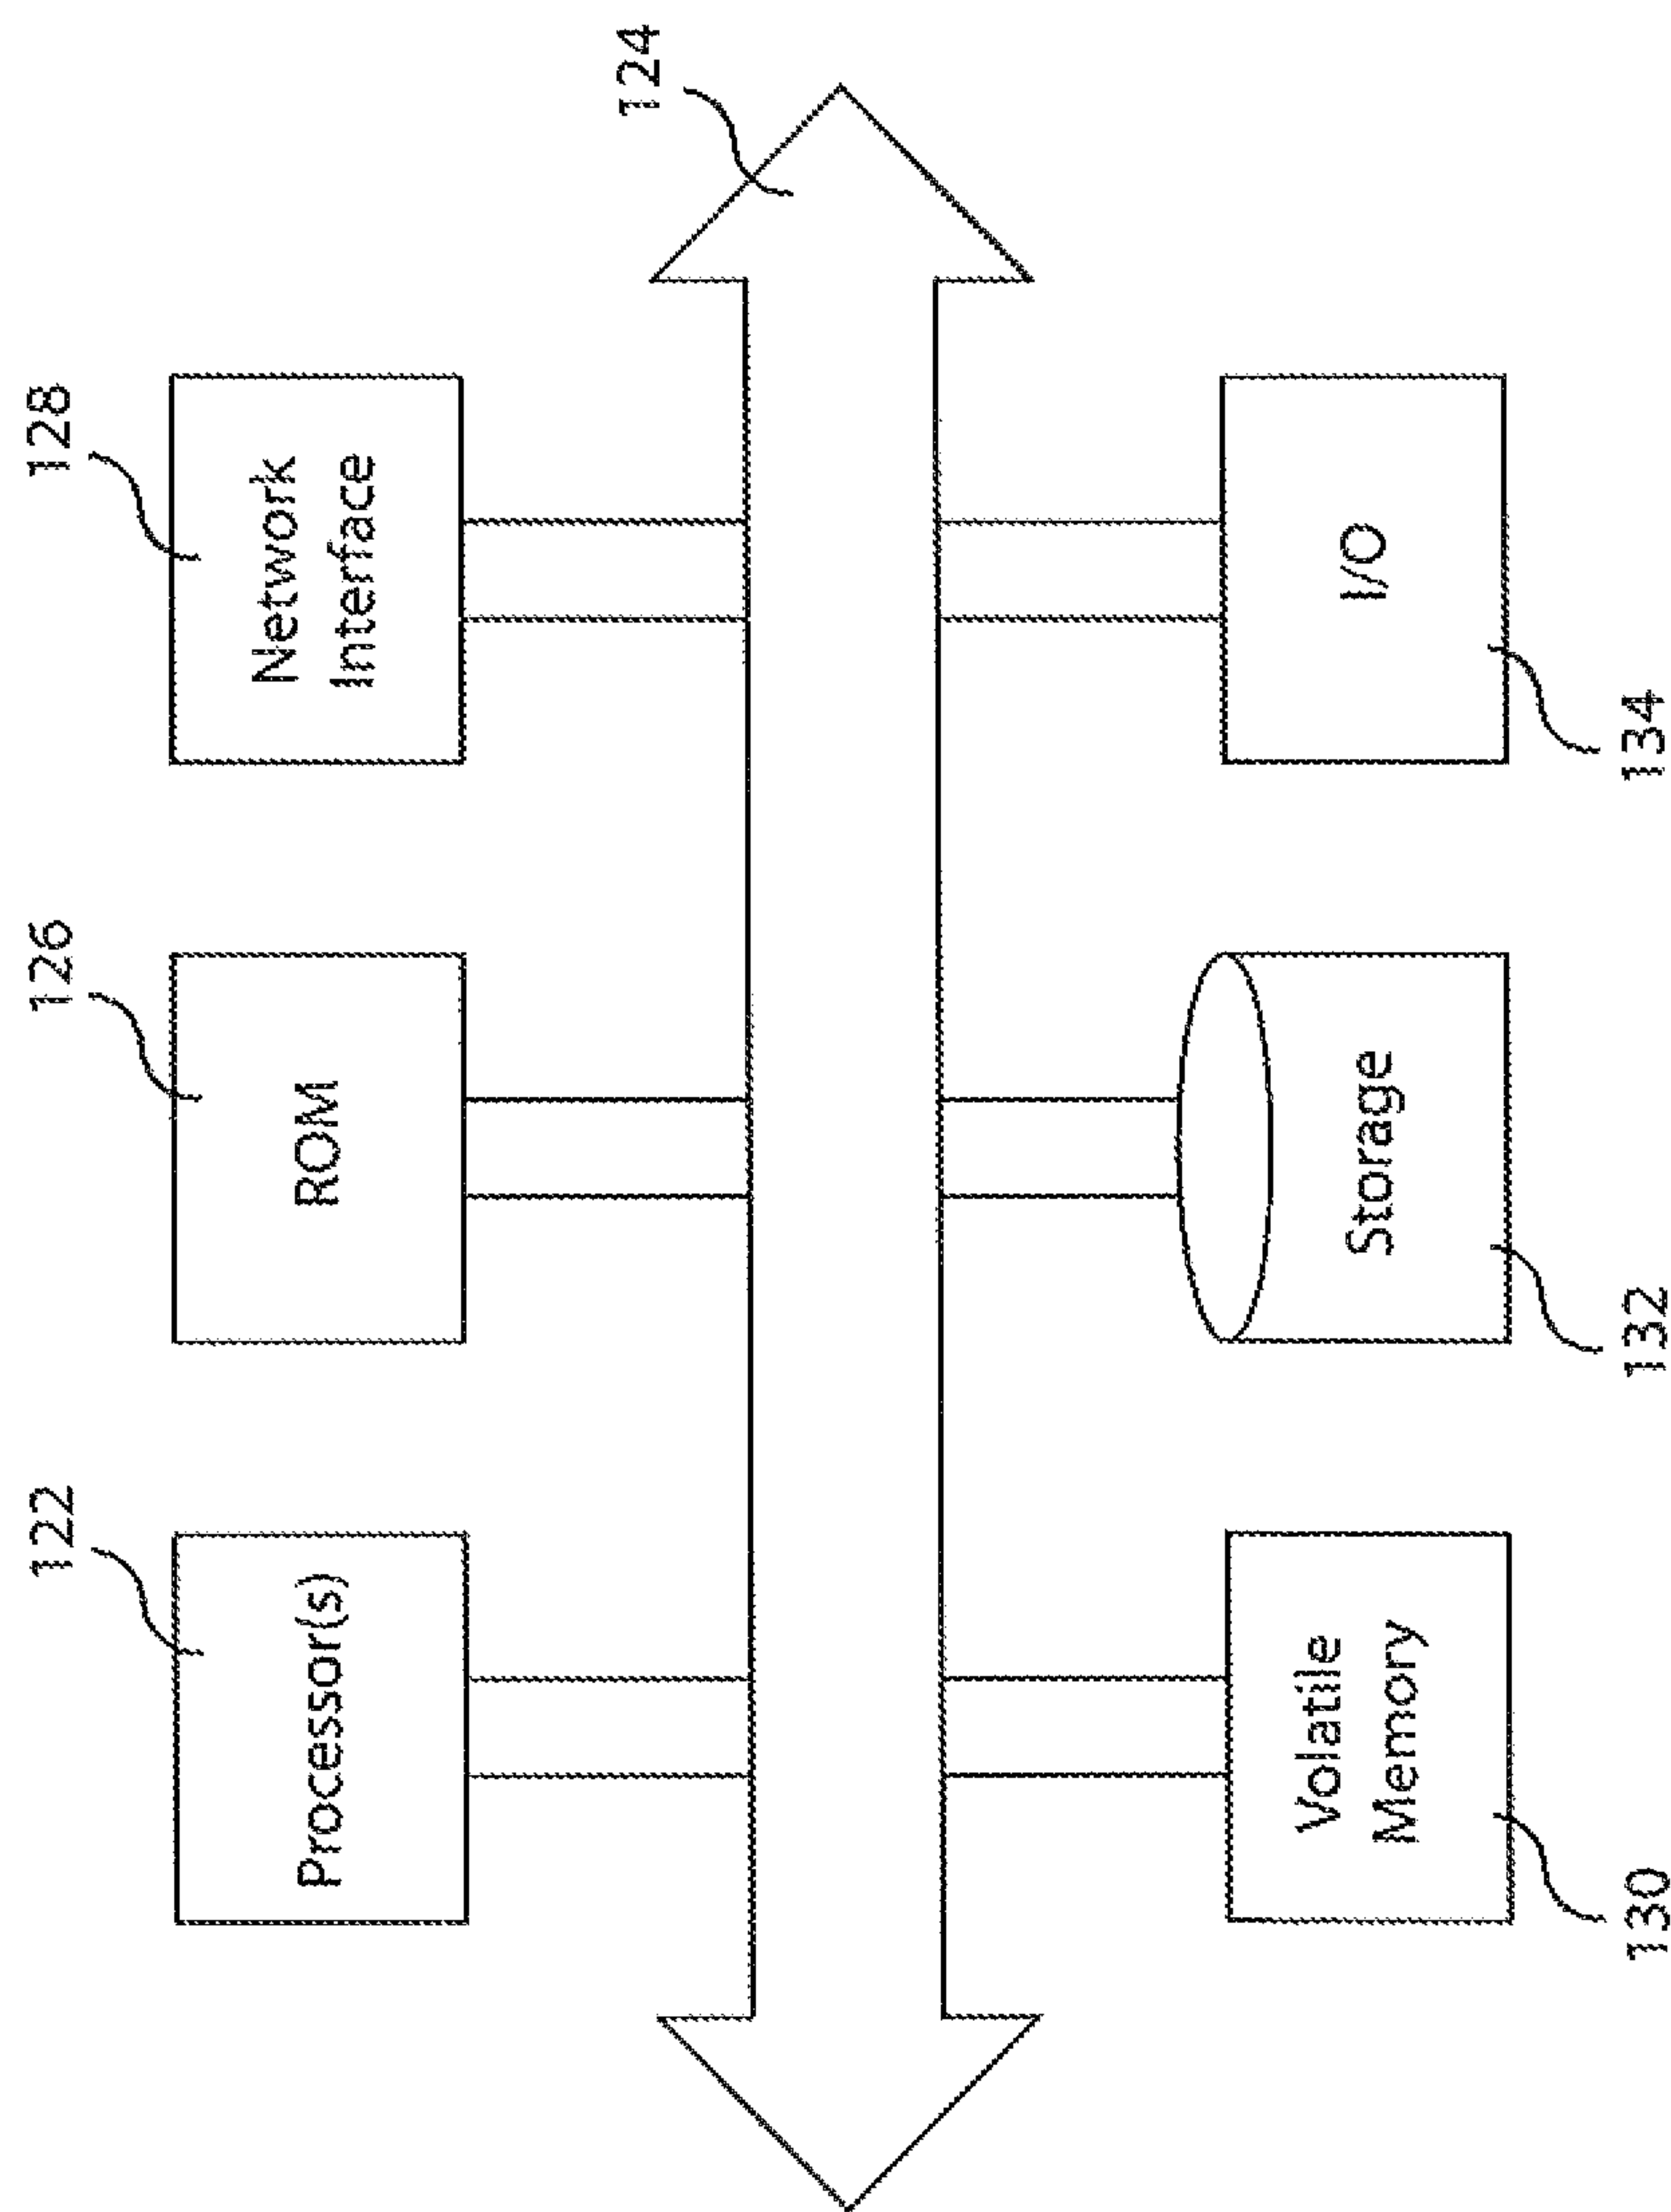 122
126
128
Processor(s)
ROM
Network
Interface
124
Volatile
Memory
Storage
I/O
130
132
134